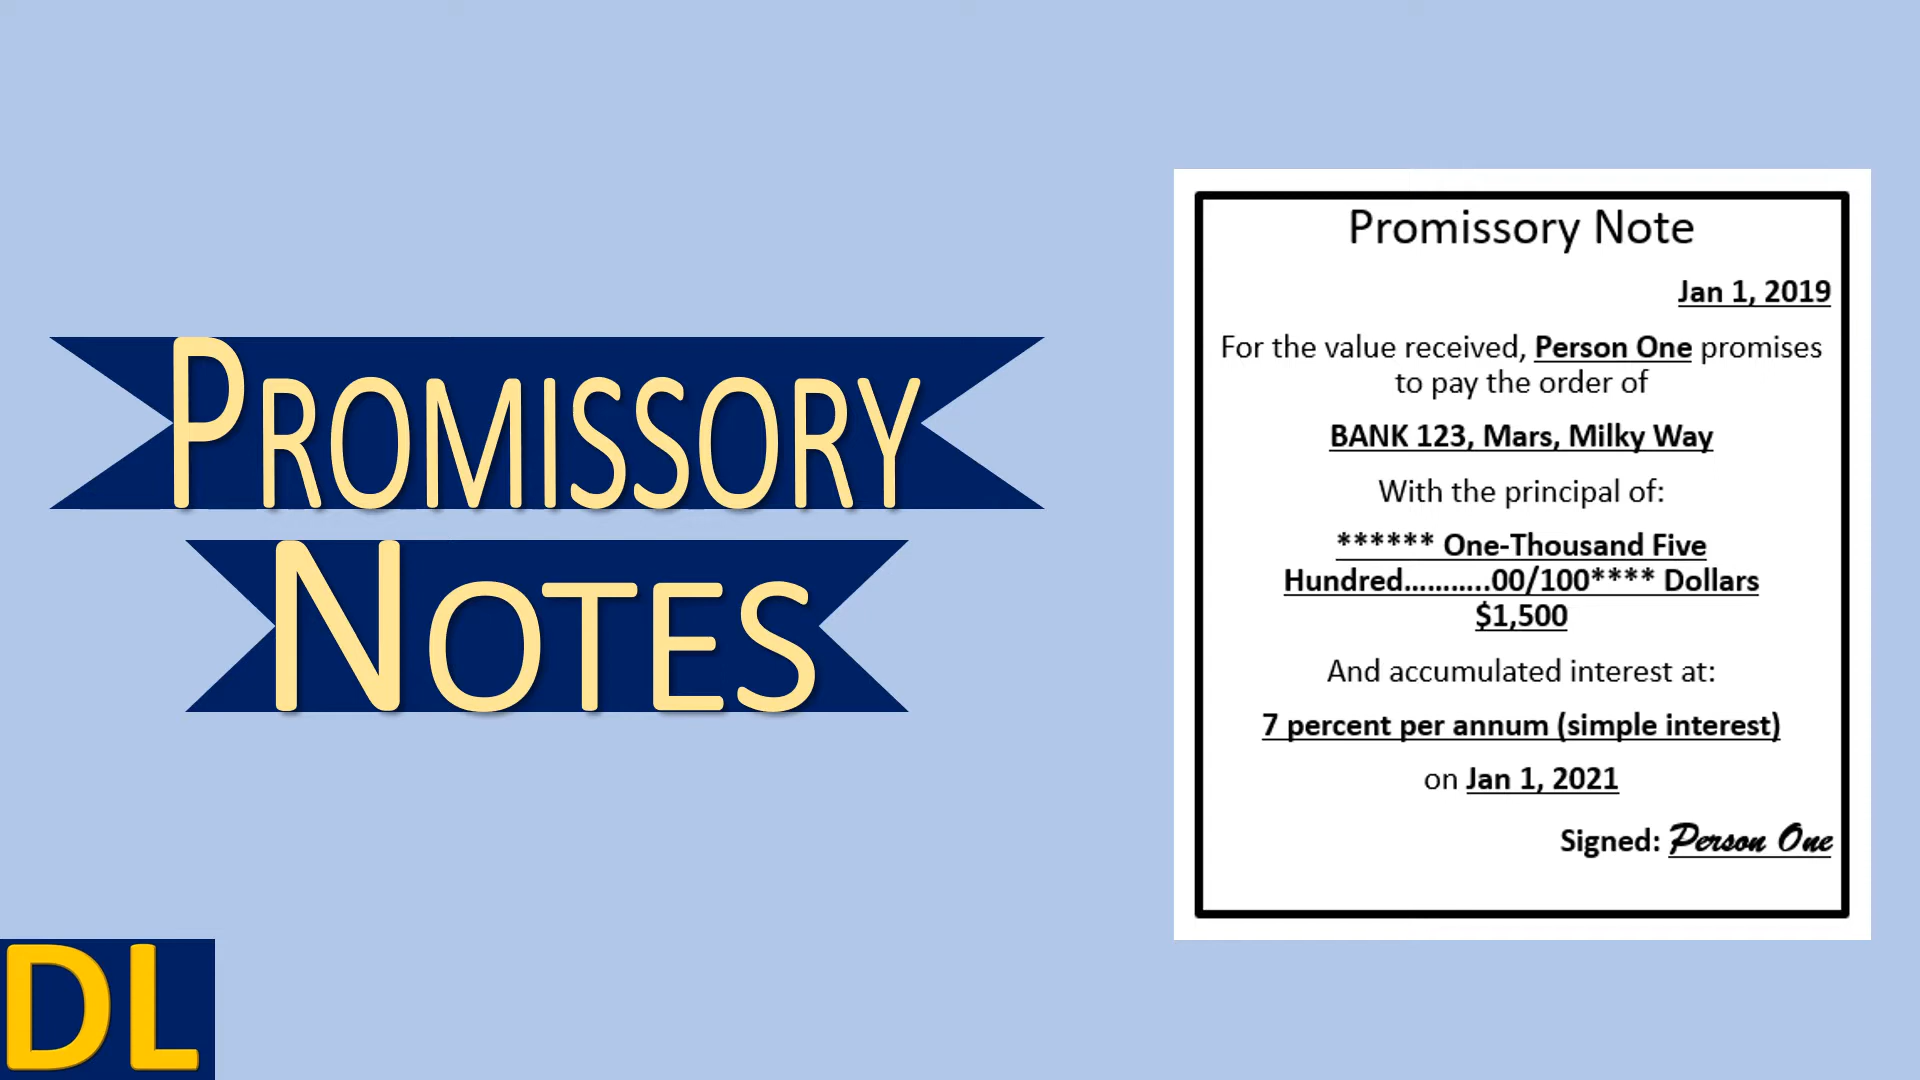 PROMISSORY
NOTES
Promissory Note
Jan 1, 2019
For the value received, Person One promises
to pay the order of
BANK 123, Mars, Milky Way
With the principal of:
****** One-Thousand Five
Hundred...........00/100**** Dollars
$1,500
And accumulated interest at:
7 percent per annum (simple interest)
on Jan 1, 2021
Signed: Person One
DL